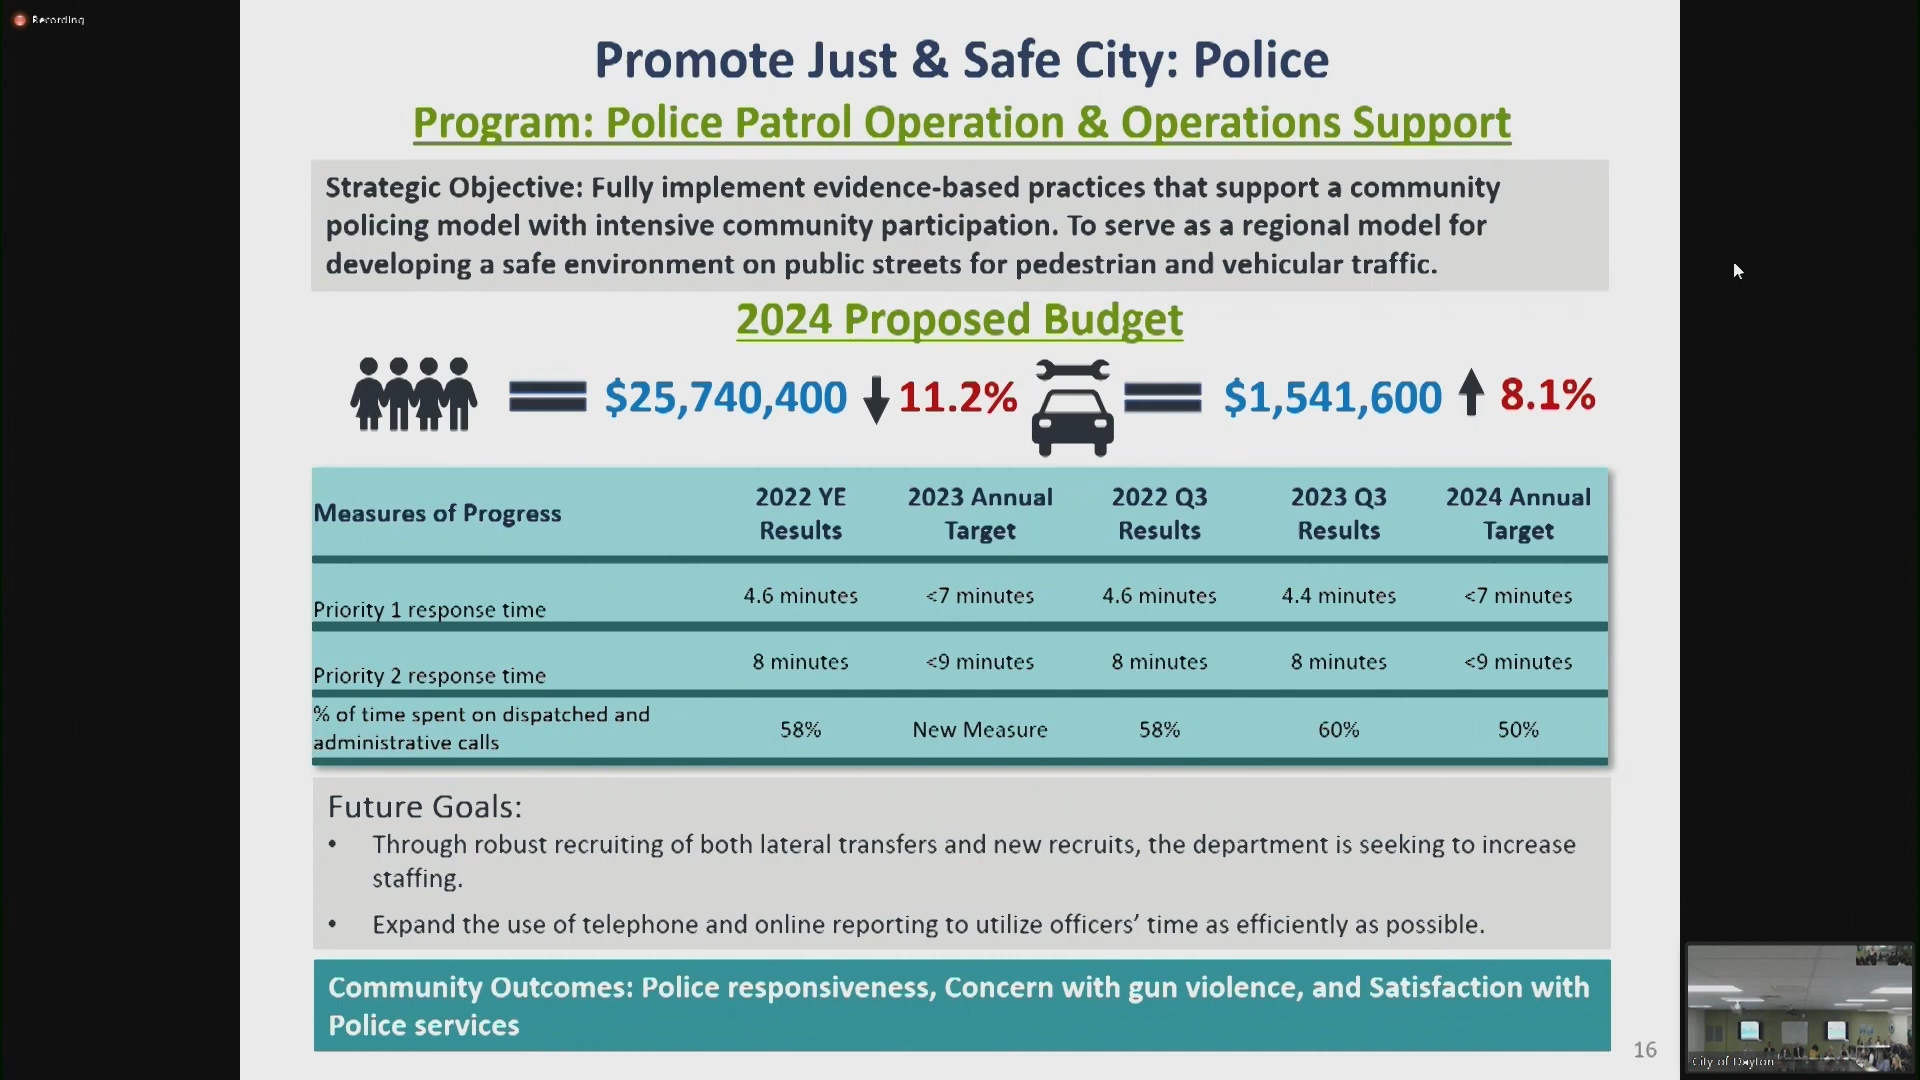 Recording
Promote Just & Safe City: Police
Program: Police Patrol Operation & Operations Support
Strategic Objective: Fully implement evidence-based practices that support a community
policing model with intensive community participation. To serve as a regional model for
developing a safe environment on public streets for pedestrian and vehicular traffic.
2024 Proposed Budget
$25,740,400 11.2% $1,541,600 8.1%
Measures of Progress 2022 YE Results 2023 Annual Target 2022 Q3 Results 2023 Q3 Results 2024 Annual Target
Priority 1 response time 4.6 minutes <7 minutes 4.6 minutes 4.4 minutes <7 minutes
Priority 2 response time 8 minutes <9 minutes 8 minutes 8 minutes <9 minutes
% of time spent on dispatched and
administrative calls 58% New Measure 58% 60% 50%
Future Goals:
• Through robust recruiting of both lateral transfers and new recruits, the department is seeking to increase
staffing.
• Expand the use of telephone and online reporting to utilize officers’ time as efficiently as possible.
Community Outcomes: Police responsiveness, Concern with gun violence, and Satisfaction with
Police services
16
City of Dayton